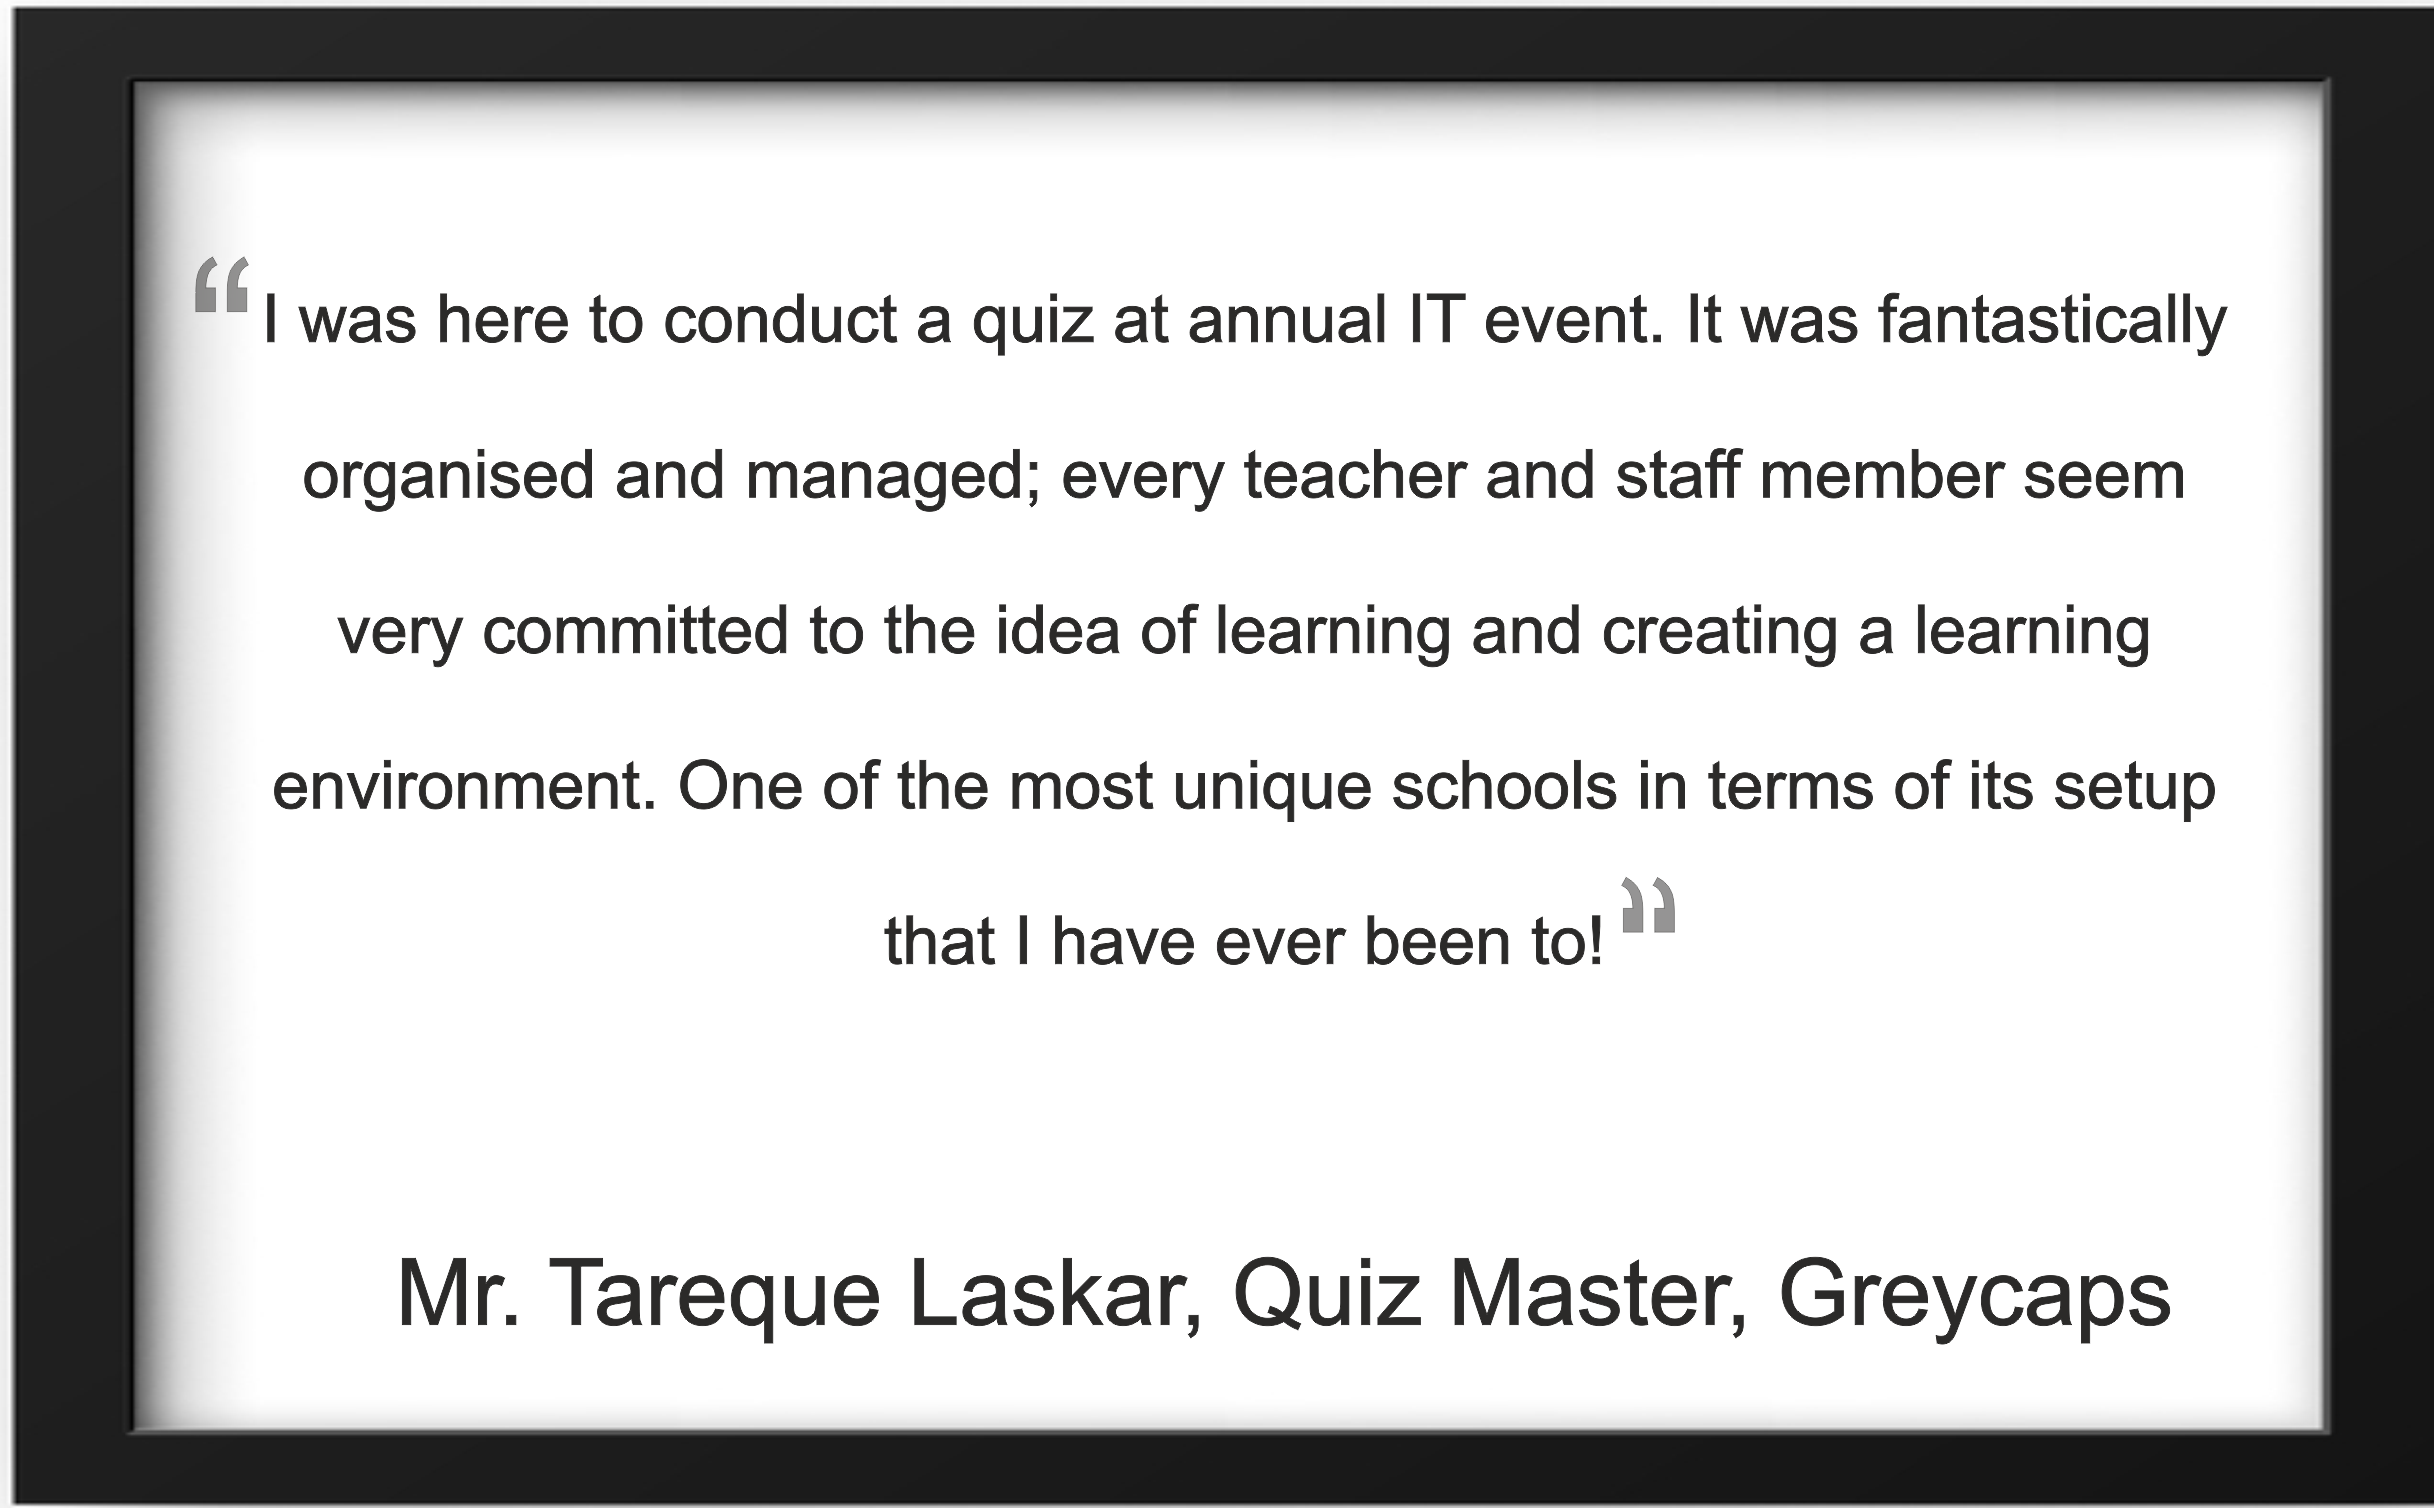 “I was here to conduct a quiz at annual IT event. It was fantastically
organised and managed; every teacher and staff member seem
very committed to the idea of learning and creating a learning
environment. One of the most unique schools in terms of its setup
that I have ever been to!”
Mr. Tareque Laskar, Quiz Master, Greycaps